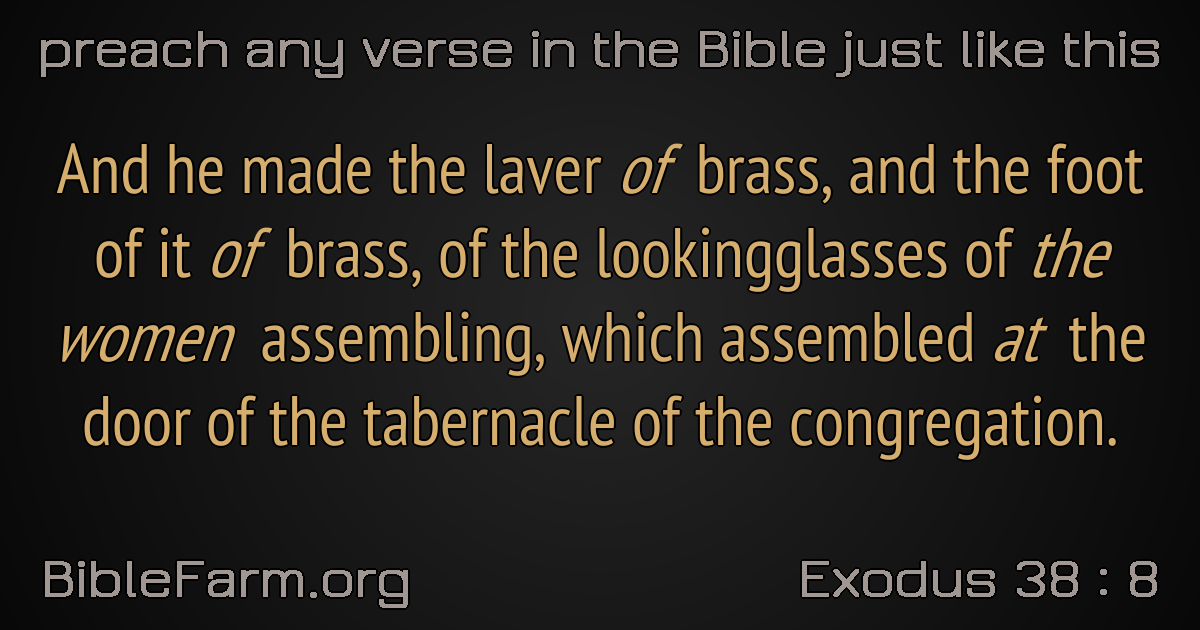 preach any verse in the Bible just like this
And he made the laver of brass, and the foot
of it of brass, of the lookingglasses of the
women assembling, which assembled at the
door of the tabernacle of the congregation.
BibleFarm.org
Exodus 38 : 8